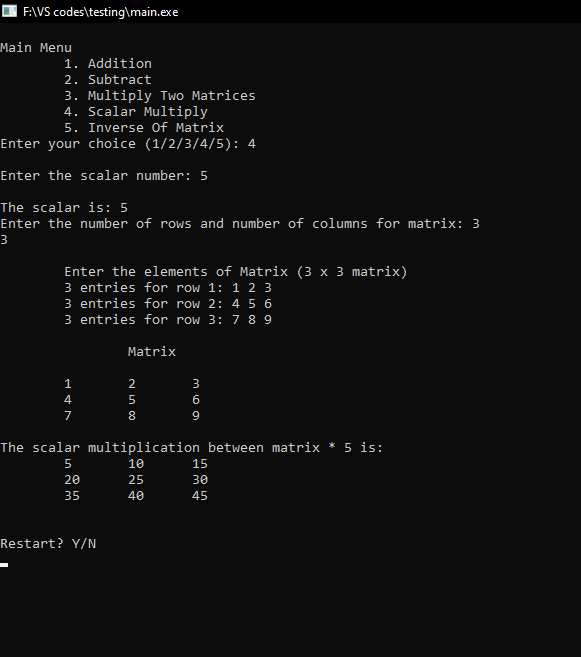 F:\VS codes\testing\main.exe
Main Menu
1. Addition
2. Subtract
3. Multiply Two Matrices
4. Scalar Multiply
5. Inverse Of Matrix
Enter your choice (1/2/3/4/5): 4
Enter the scalar number: 5
The scalar is: 5
Enter the number of rows and number of columns for matrix: 3
3
Enter the elements of Matrix (3 x 3 matrix)
3 entries for row 1: 1 2 3
3 entries for row 2: 4 5 6
3 entries for row 3: 7 8 9
Matrix
1 2 3
4 5 6
7 8 9
The scalar multiplication between matrix * 5 is:
5 10 15
20 25 30
35 40 45
Restart? Y/N